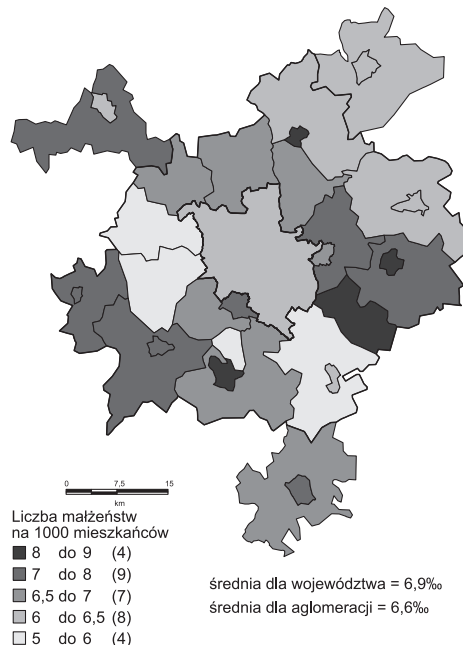 0 7,5 15
km
Liczba małżeństw
na 1000 mieszkańców
8 do 9 (4)
7 do 8 (9)
6,5 do 7 (7)
6 do 6,5 (8)
5 do 6 (4)
średnia dla województwa = 6,9‰
średnia dla aglomeracji = 6,6‰